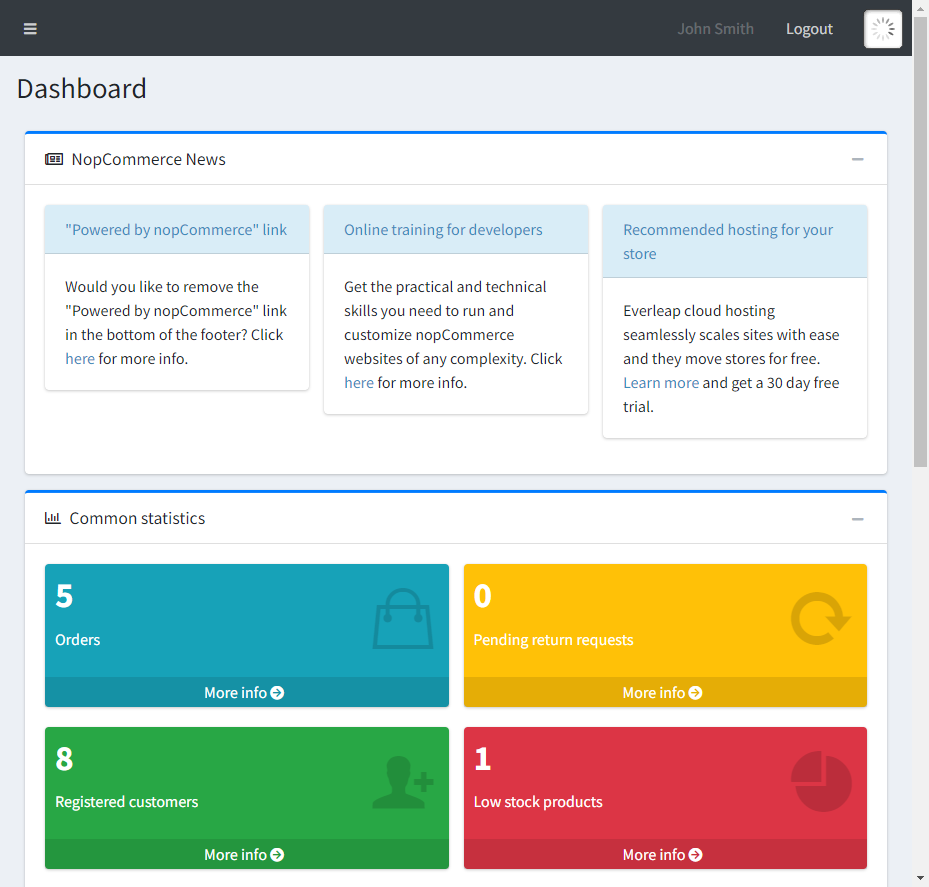 John Smith Logout
Dashboard
NopCommerce News
"Powered by nopCommerce" link
Would you like to remove the
"Powered by nopCommerce" link
in the bottom of the footer? Click
here for more info.
Online training for developers
Get the practical and technical
skills you need to run and
customize nopCommerce
websites of any complexity. Click
here for more info.
Recommended hosting for your
store
Everleap cloud hosting
seamlessly scales sites with ease
and they move stores for free.
Learn more and get a 30 day free
trial.
Common statistics
5
Orders
More info
0
Pending return requests
More info
8
Registered customers
More info
1
Low stock products
More info